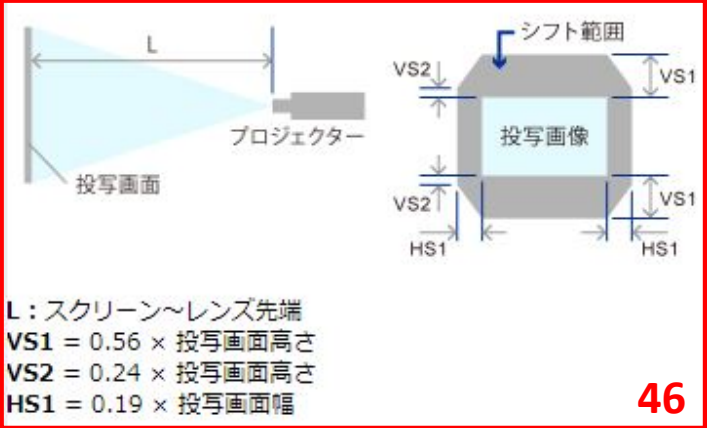 L
プロジェクター
投写画面
シフト範囲
VS2
VS1
投写画像
VS2
VS1
HS1
HS1
L：スクリーン～レンズ先端
VS1 = 0.56 × 投写画面高さ
VS2 = 0.24 × 投写画面高さ
HS1 = 0.19 × 投写画面幅
46